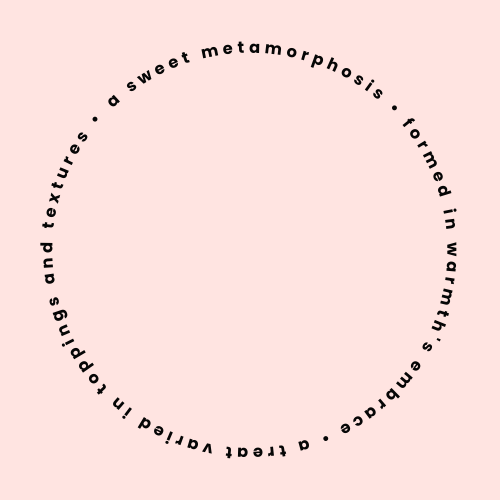 a sweet metamorphosis • formed in warmth's embrace • a treat varied in toppings and textures •